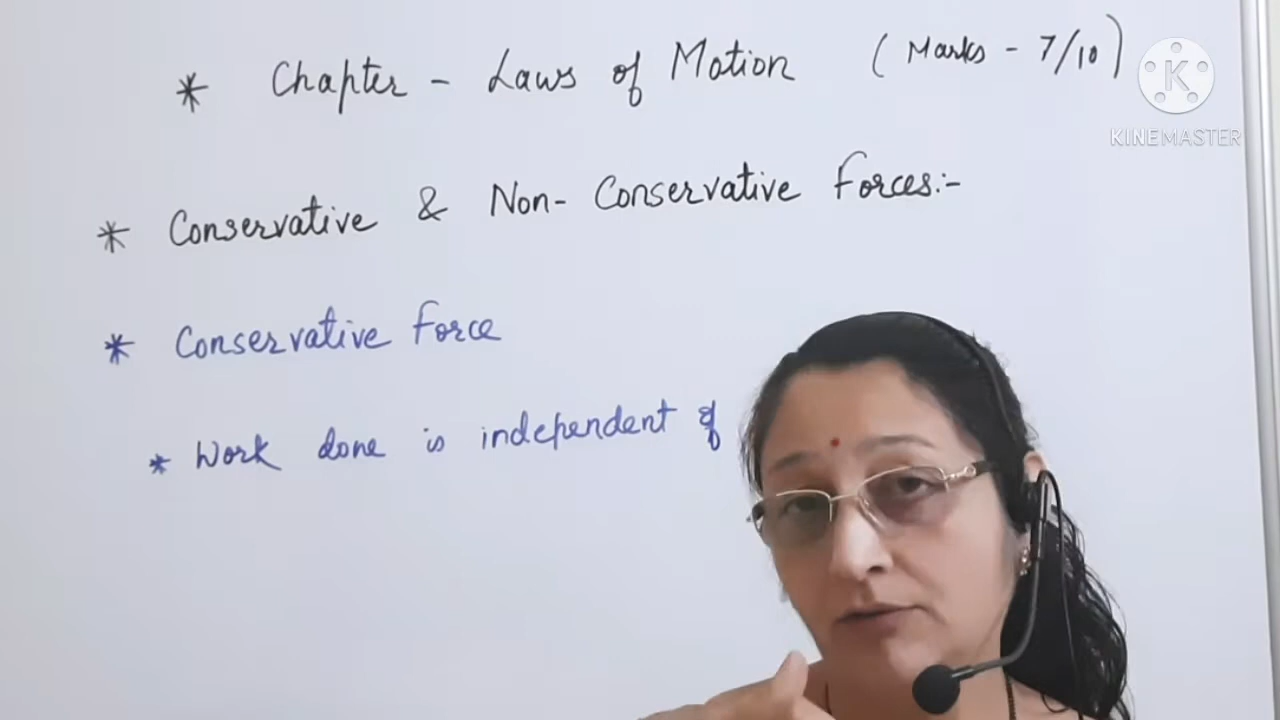 * Chapter - Laws of Motion (Marks - 7/10)
K
KINEMASTER
* Conservative & Non-Conservative Forces:-
* Conservative Force
* Work done is independent of